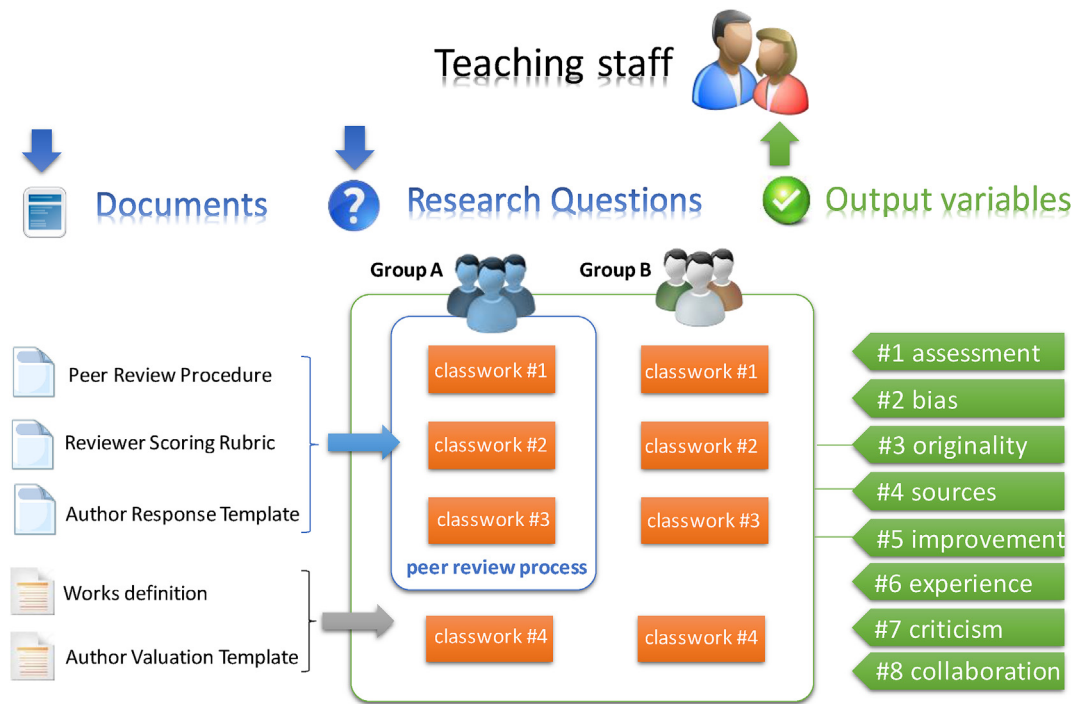 Teaching staff
Documents
?
Research Questions
Output variables
Group A
Group B
Peer Review Procedure
Reviewer Scoring Rubric
Author Response Template
Works definition
Author Valuation Template
classwork #1
classwork #2
classwork #3
peer review process
classwork #4
classwork #1
classwork #2
classwork #3
classwork #4
#1 assessment
#2 bias
#3 originality
#4 sources
#5 improvement
#6 experience
#7 criticism
#8 collaboration